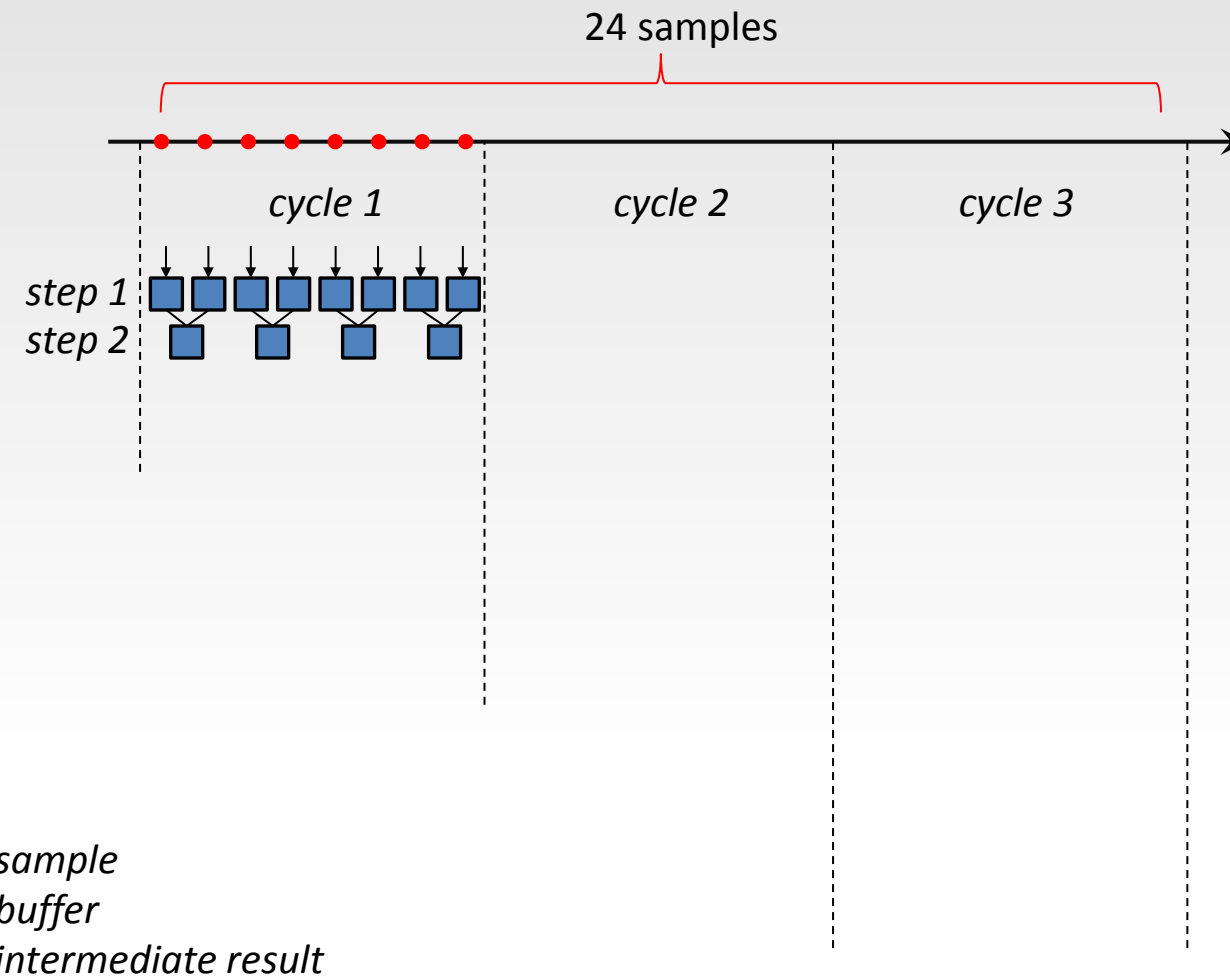 24 samples
cycle 1
cycle 2
cycle 3
step 1
step 2
sample
buffer
intermediate result